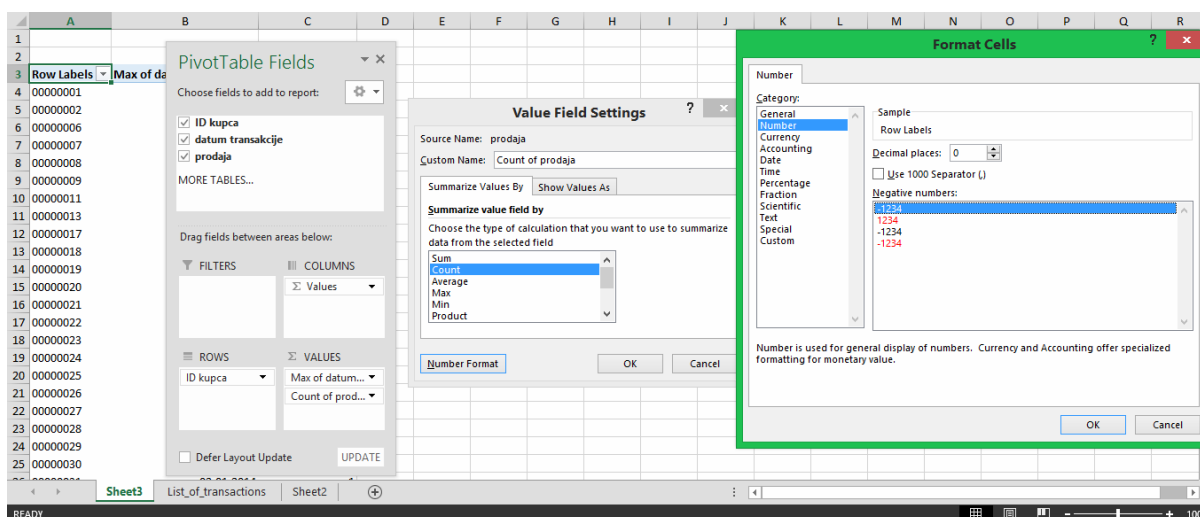 A B C D E F G H I J K L M N O P Q R
1
2
3 Row Labels Max of da
4 00000001
5 00000002
6 00000006
7 00000007
8 00000008
9 00000009
10 00000011
11 00000013
12 00000017
13 00000018
14 00000019
15 00000020
16 00000021
17 00000022
18 00000023
19 00000024
20 00000025
21 00000026
22 00000027
23 00000028
24 00000029
25 00000030
PivotTable Fields
Choose fields to add to report:
ID kupca
datum transakcije
prodaja
MORE TABLES...
Drag fields between areas below:
FILTERS
COLUMNS
Σ Values
ROWS
Σ VALUES
ID kupca
Max of datum...
Count of prod...
Defer Layout Update
UPDATE
Value Field Settings ?
Source Name: prodaja
Custom Name: Count of prodaja
Summarize Values By Show Values As
Summarize value field by
Choose the type of calculation that you want to use to summarize
data from the selected field
Sum
Count
Average
Max
Min
Product
Number Format OK Cancel
Format Cells ?
Number
Category:
General
Number
Currency
Accounting
Date
Time
Percentage
Fraction
Scientific
Text
Special
Custom
Sample
Row Labels
Decimal places: 0
Use 1000 Separator (,)
Negative numbers:
-1234
1234
-1234
-1234
Number is used for general display of numbers. Currency and Accounting offer specialized
formatting for monetary value.
OK Cancel
Sheet3 List_of_transactions Sheet2
READY
100